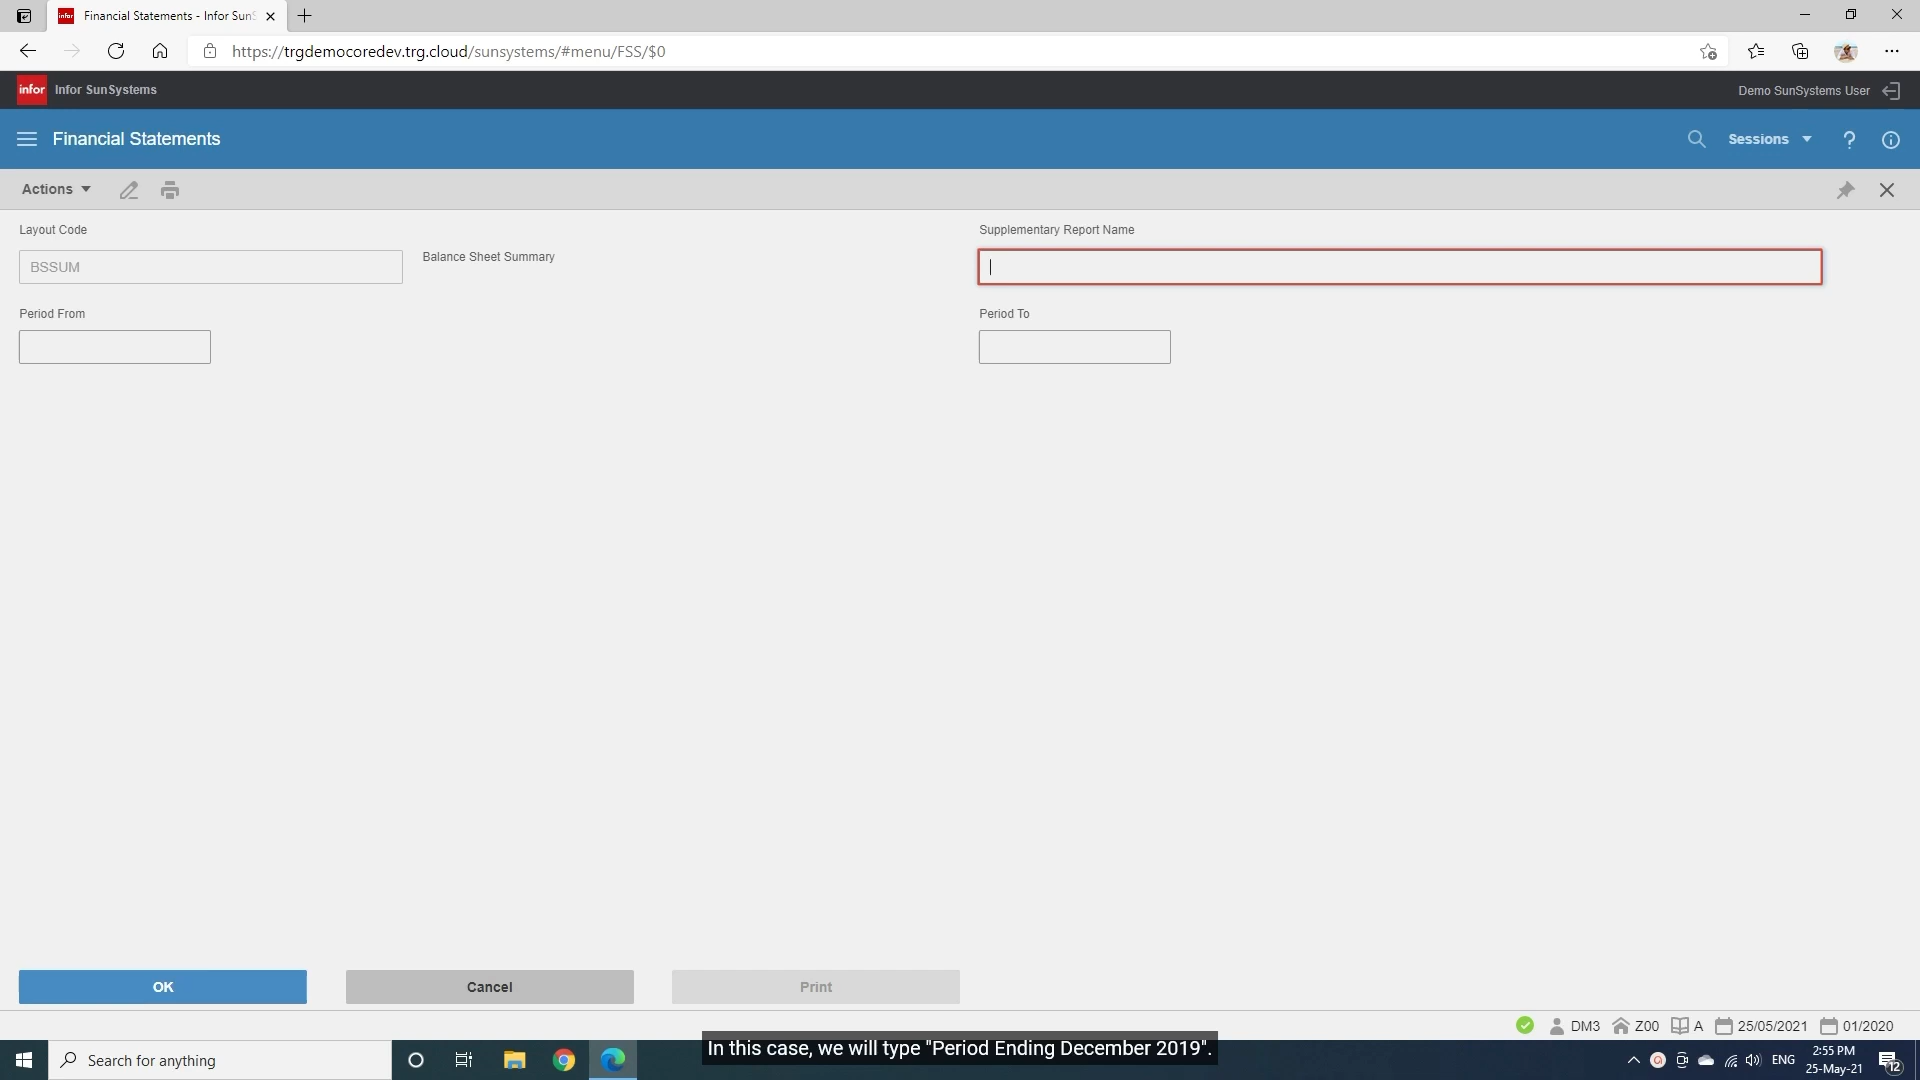 Financial Statements - Infor Sun
https://trgdemocoredev.trg.cloud/sunsystems/#menu/FSS/$0
infor Infor SunSystems
Demo SunSystems User
Financial Statements
Sessions
Actions
Layout Code
Supplementary Report Name
BSSUM
Balance Sheet Summary
Period From
Period To
OK
Cancel
Print
DM3
Z00
A
25/05/2021
01/2020
In this case, we will type "Period Ending December 2019".
Search for anything
ENG
2:55 PM
25-May-21
12